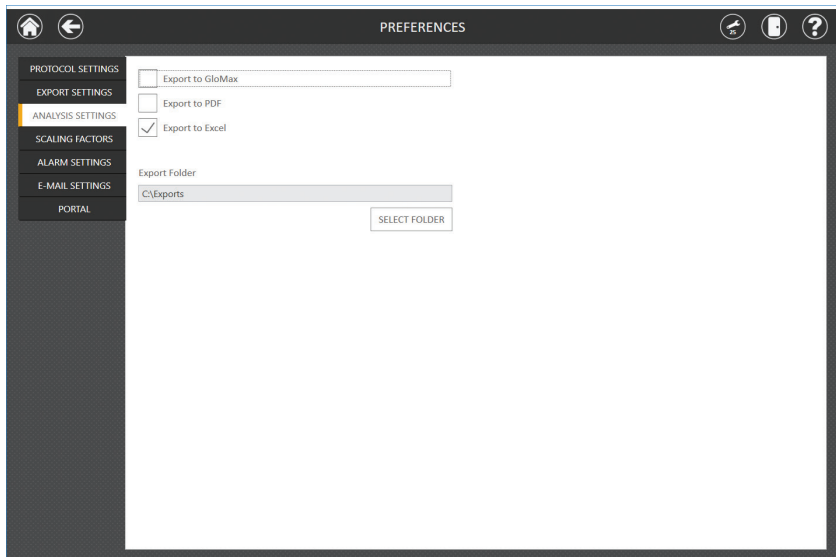 PREFERENCES
25
PROTOCOL SETTINGS
EXPORT SETTINGS
ANALYSIS SETTINGS
SCALING FACTORS
ALARM SETTINGS
E-MAIL SETTINGS
PORTAL
Export to GloMax
Export to PDF
Export to Excel
Export Folder
C:\Exports
SELECT FOLDER